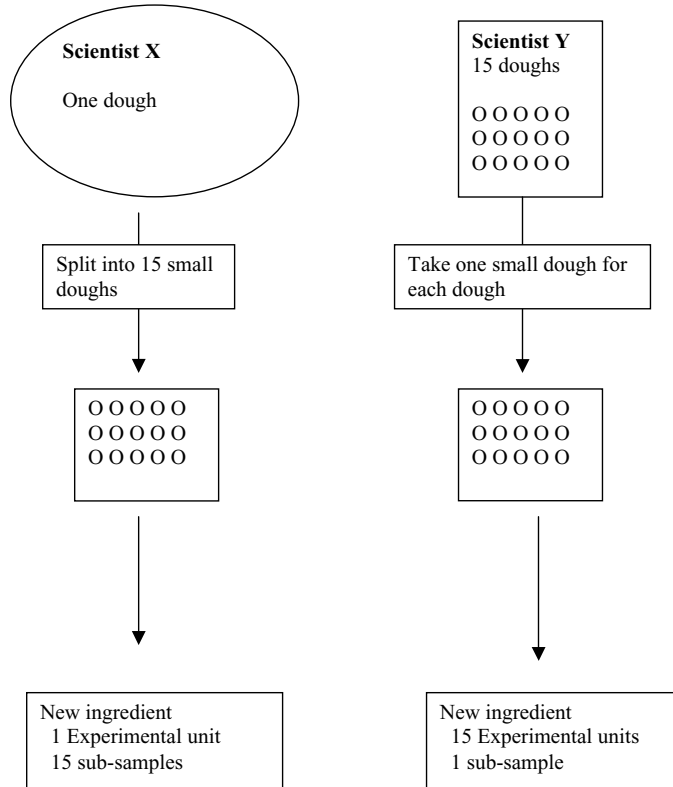 Scientist X
One dough
Split into 15 small
doughs
O O O O O
O O O O O
O O O O O
New ingredient
1 Experimental unit
15 sub-samples
Scientist Y
15 doughs
O O O O O
O O O O O
O O O O O
Take one small dough for
each dough
O O O O O
O O O O O
O O O O O
New ingredient
15 Experimental units
1 sub-sample